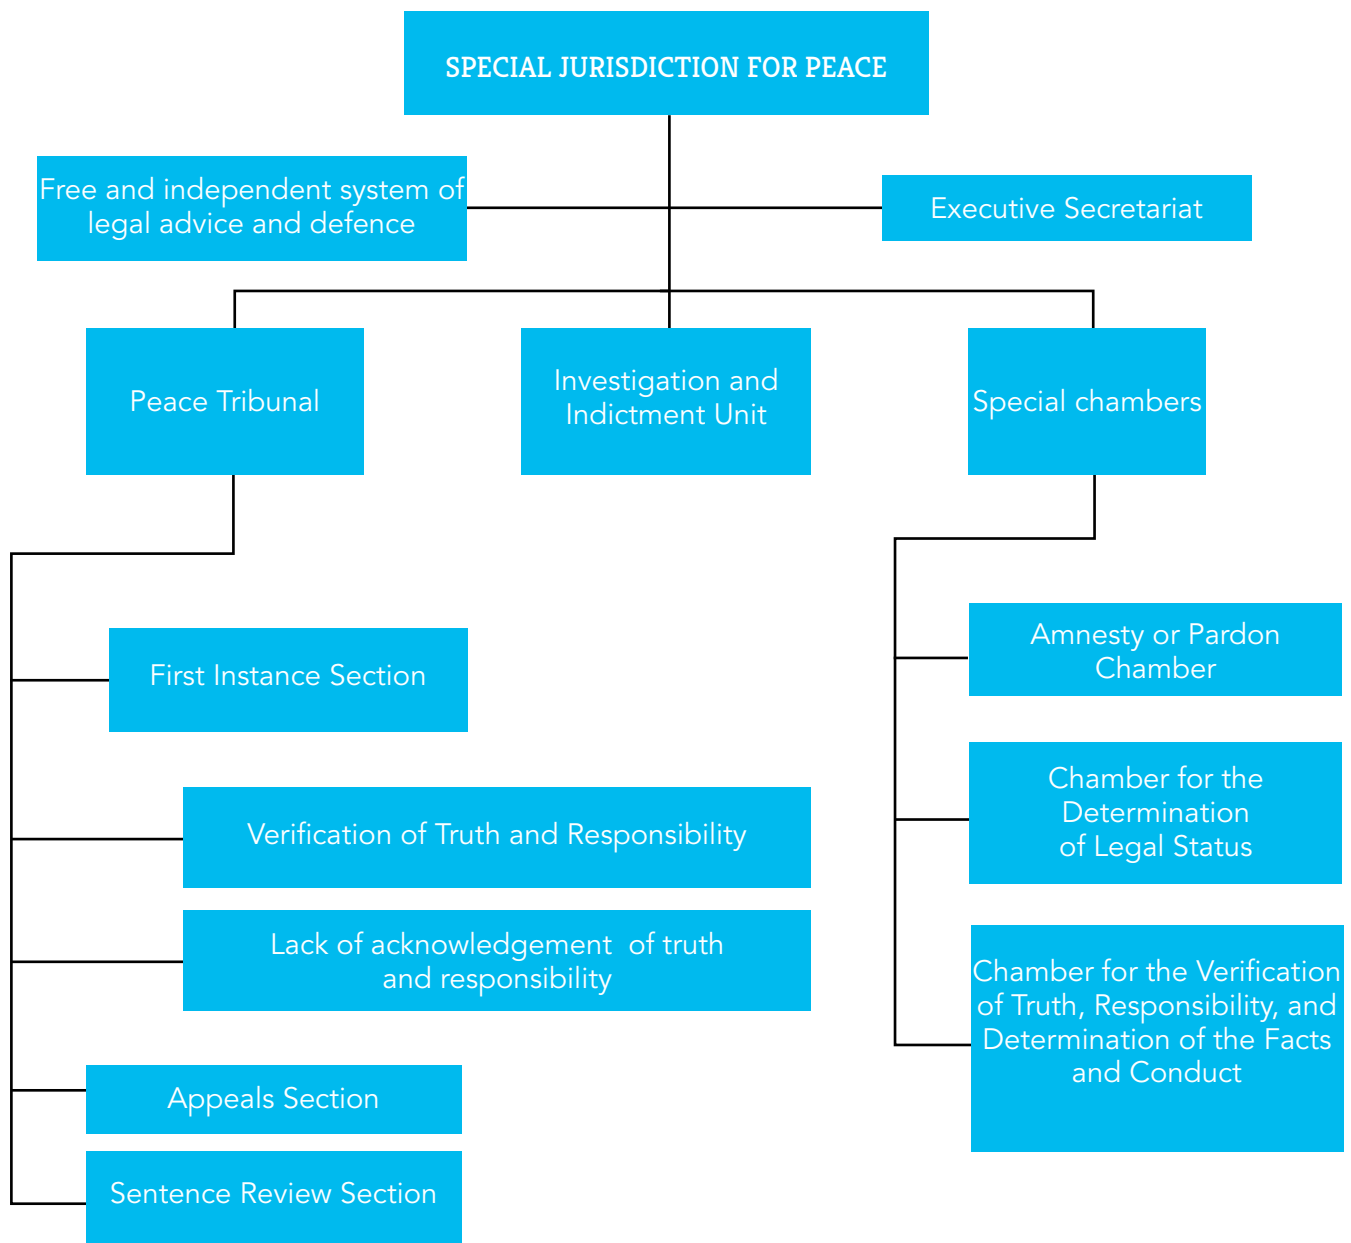 SPECIAL JURISDICTION FOR PEACE
Free and independent system of
legal advice and defence
Executive Secretariat
Peace Tribunal
Investigation and
Indictment Unit
Special chambers
First Instance Section
Verification of Truth and Responsibility
Lack of acknowledgement of truth
and responsibility
Appeals Section
Sentence Review Section
Amnesty or Pardon
Chamber
Chamber for the
Determination
of Legal Status
Chamber for the Verification
of Truth, Responsibility, and
Determination of the Facts
and Conduct